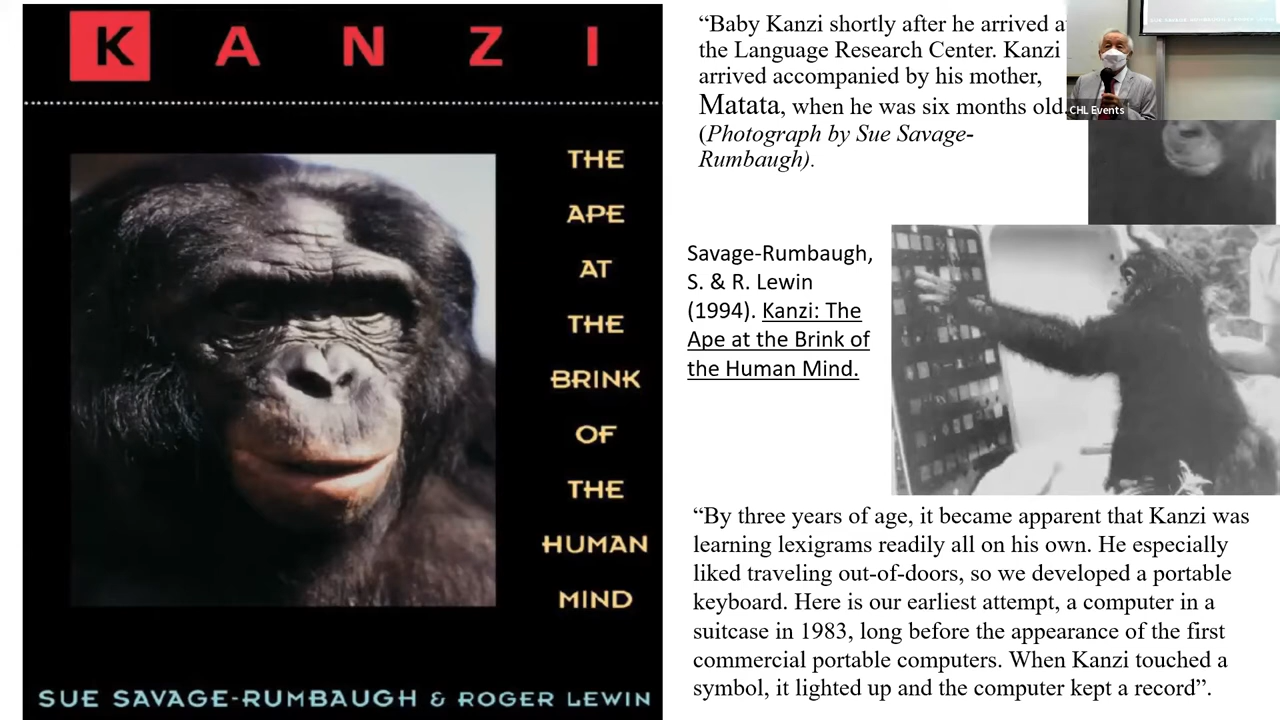 KANZI
THE
APE
AT
THE
BRINK
OF
THE
HUMAN
MIND
SUE SAVAGE-RUMBAUGH & ROGER LEWIN
“Baby Kanzi shortly after he arrived a
the Language Research Center. Kanzi
arrived accompanied by his mother,
Matata, when he was six months old.
(Photograph by Sue Savage-
Rumbaugh).
CHL Events
Savage-Rumbaugh,
S. & R. Lewin
(1994). Kanzi: The
Ape at the Brink of
the Human Mind.
“By three years of age, it became apparent that Kanzi was
learning lexigrams readily all on his own. He especially
liked traveling out-of-doors, so we developed a portable
keyboard. Here is our earliest attempt, a computer in a
suitcase in 1983, long before the appearance of the first
commercial portable computers. When Kanzi touched a
symbol, it lighted up and the computer kept a record”.